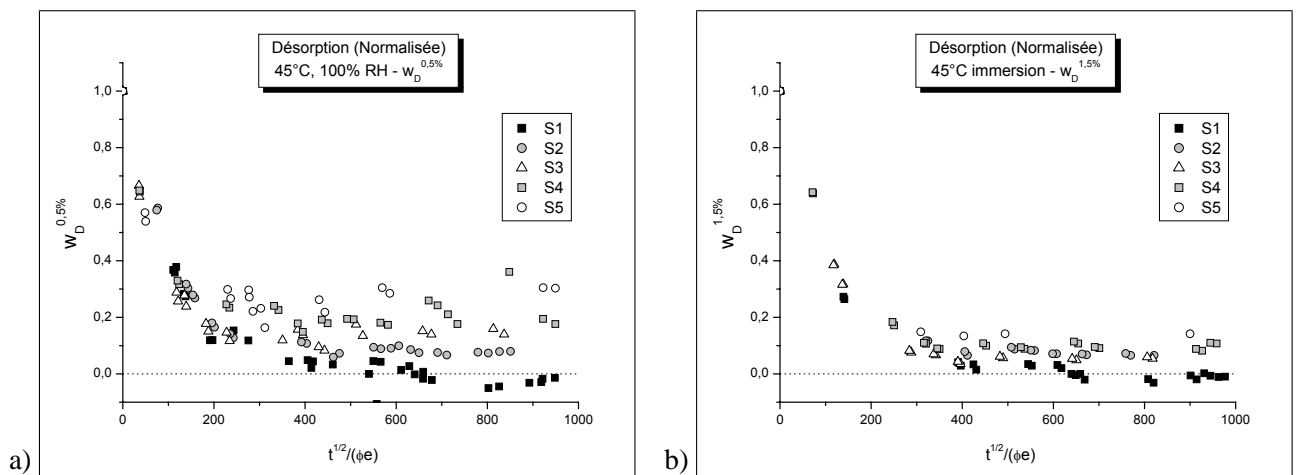 a)
Désorption (Normalisée)
45°C, 100% RH - w_D^0,5%
S1
S2
S3
S4
S5
1,0
0,8
0,6
0,4
0,2
0,0
W_D^0,5%
0 200 400 600 800 1000
t^1/2/(ϕe)
b)
Désorption (Normalisée)
45°C immersion - w_D^1,5%
S1
S2
S3
S4
S5
1,0
0,8
0,6
0,4
0,2
0,0
W_D^1,5%
0 200 400 600 800 1000
t^1/2/(ϕe)